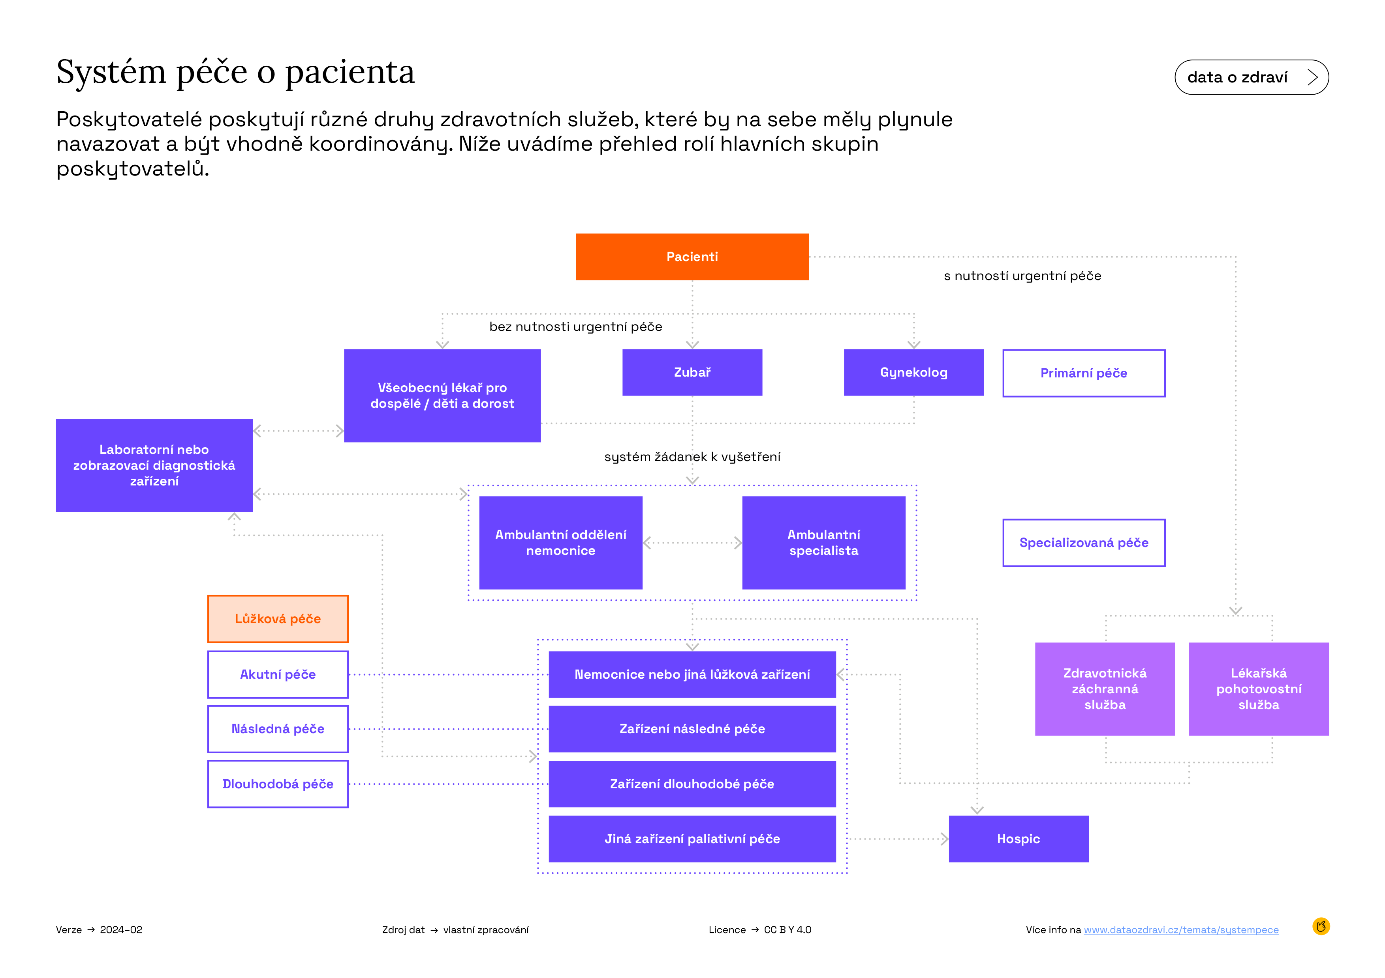 Systém péče o pacienta
data o zdraví
Poskytovatelé poskytují různé druhy zdravotních služeb, které by na sebe měly plynule
navazovat a být vhodně koordinovány. Níže uvádíme přehled rolí hlavních skupin
poskytovatelů.
Pacienti
s nutností urgentní péče
bez nutnosti urgentní péče
Všeobecný lékař pro
dospělé / děti a dorost
Zubař
Gynekolog
Primární péče
Laboratorní nebo
zobrazovací diagnostická
zařízení
systém žádanek k vyšetření
Ambulantní oddělení
nemocnice
Ambulantní
specialista
Specializovaná péče
Lůžková péče
Akutní péče
Následná péče
Dlouhodobá péče
Nemocnice nebo jiná lůžková zařízení
Zařízení následné péče
Zařízení dlouhodobé péče
Jiná zařízení paliativní péče
Zdravotnická
záchranná
služba
Lékařská
pohotovostní
služba
Hospic
Verze → 2024-02
Zdroj dat → vlastní zpracování
Licence → CC B Y 4.0
Více info na www.dataozdravi.cz/temata/systempece